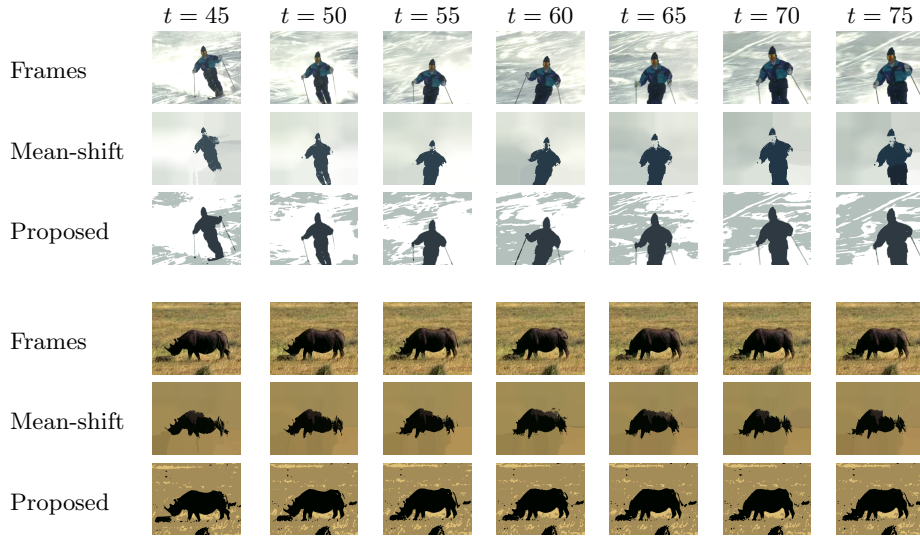 t = 45 t = 50 t = 55 t = 60 t = 65 t = 70 t = 75
Frames
Mean-shift
Proposed
Frames
Mean-shift
Proposed